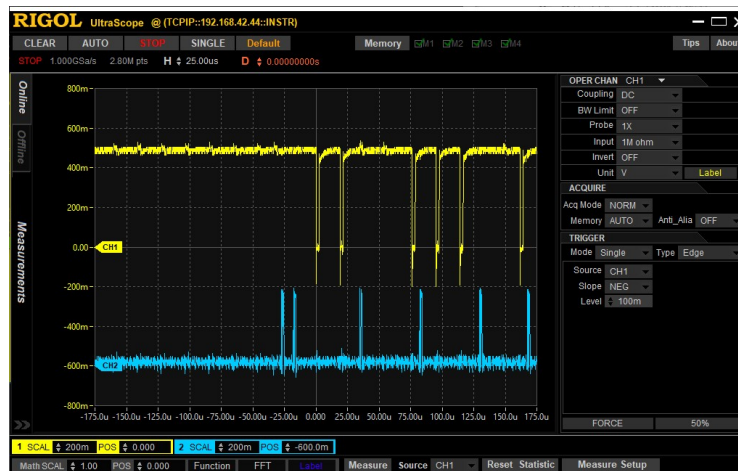 RIGOL UltraScope @ (TCPIP::192.168.42.44::INSTR)
CLEAR AUTO STOP SINGLE Default Memory M1 M2 M3 M4 Tips Abou
STOP 1.000GSa/s 2.80M pts H 25.00us D 0.00000000s
Online
Offline
Measurements
800m
600m
400m
200m
0.00
-200m
-400m
-600m
-800m
CH1
CH2
-175.0u -150.0u -125.0u -100.0u -75.00u -50.00u -25.00u 0.00 25.00u 50.00u 75.00u 100.0u 125.0u 150.0u 175.0u
OPER CHAN CH1
Coupling DC
BW Limit OFF
Probe 1X
Input 1M ohm
Invert OFF
Unit V Label
ACQUIRE
Acq Mode NORM
Memory AUTO Anti_Alia OFF
TRIGGER
Mode Single Type Edge
Source CH1
Slope NEG
Level 100m
FORCE 50%
>>
1 SCAL 200m POS 0.000 2 SCAL 200m POS -600.0m
Math SCAL 1.00 POS 0.000 Function FFT Label Measure Source CH1 Reset Statistic Measure Setup